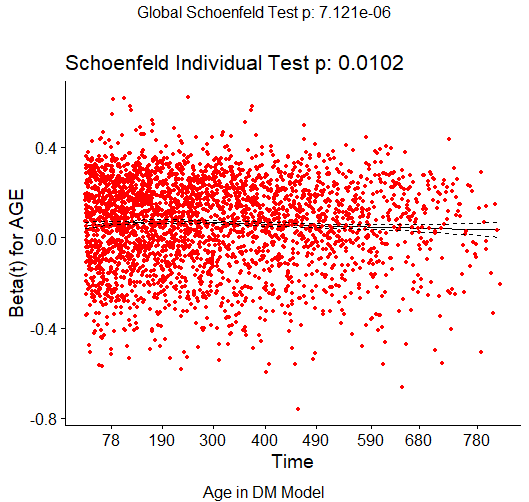 Global Schoenfeld Test p: 7.121e-06
Schoenfeld Individual Test p: 0.0102
Beta(t) for AGE
0.4
0.0
-0.4
-0.8
78 190 300 400 490 590 680 780
Time
Age in DM Model